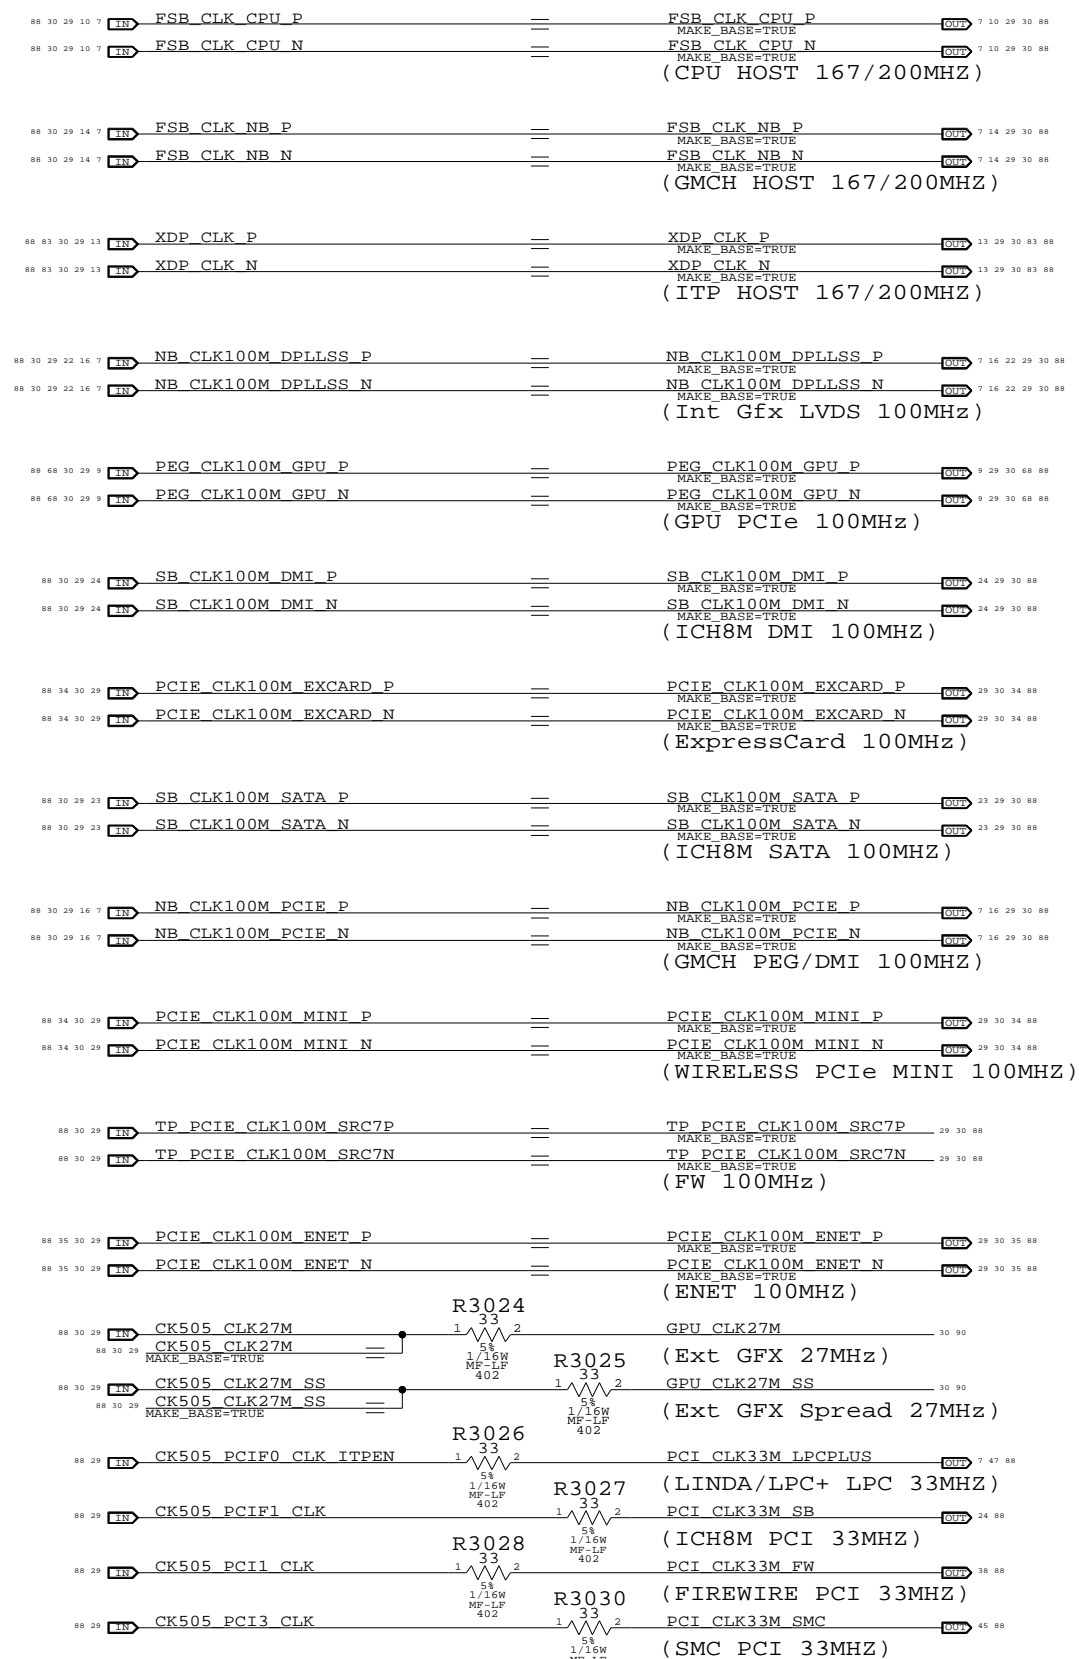 88 30 29 10 7 IN FSB_CLK_CPU_P FSB_CLK_CPU_P OUT 7 10 29 30 88
MAKE_BASE=TRUE
88 30 29 10 7 IN FSB_CLK_CPU_N FSB_CLK_CPU_N OUT 7 10 29 30 88
MAKE_BASE=TRUE
(CPU HOST 167/200MHZ)
88 30 29 14 7 IN FSB_CLK_NB_P FSB_CLK_NB_P OUT 7 14 29 30 88
MAKE_BASE=TRUE
88 30 29 14 7 IN FSB_CLK_NB_N FSB_CLK_NB_N OUT 7 14 29 30 88
MAKE_BASE=TRUE
(GMCH HOST 167/200MHZ)
88 83 30 29 13 IN XDP_CLK_P XDP_CLK_P OUT 13 29 30 83 88
MAKE_BASE=TRUE
88 83 30 29 13 IN XDP_CLK_N XDP_CLK_N OUT 13 29 30 83 88
MAKE_BASE=TRUE
(ITP HOST 167/200MHZ)
88 30 29 22 16 7 IN NB_CLK100M_DPLLSS_P NB_CLK100M_DPLLSS_P OUT 7 16 22 29 30 88
MAKE_BASE=TRUE
88 30 29 22 16 7 IN NB_CLK100M_DPLLSS_N NB_CLK100M_DPLLSS_N OUT 7 16 22 29 30 88
MAKE_BASE=TRUE
(Int Gfx LVDS 100MHz)
88 68 30 29 9 IN PEG_CLK100M_GPU_P PEG_CLK100M_GPU_P OUT 9 29 30 68 88
MAKE_BASE=TRUE
88 68 30 29 9 IN PEG_CLK100M_GPU_N PEG_CLK100M_GPU_N OUT 9 29 30 68 88
MAKE_BASE=TRUE
(GPU PCIe 100MHz)
88 30 29 24 IN SB_CLK100M_DMI_P SB_CLK100M_DMI_P OUT 24 29 30 88
MAKE_BASE=TRUE
88 30 29 24 IN SB_CLK100M_DMI_N SB_CLK100M_DMI_N OUT 24 29 30 88
MAKE_BASE=TRUE
(ICH8M DMI 100MHZ)
88 34 30 29 IN PCIE_CLK100M_EXCARD_P PCIE_CLK100M_EXCARD_P OUT 29 30 34 88
MAKE_BASE=TRUE
88 34 30 29 IN PCIE_CLK100M_EXCARD_N PCIE_CLK100M_EXCARD_N OUT 29 30 34 88
MAKE_BASE=TRUE
(ExpressCard 100MHz)
88 30 29 23 IN SB_CLK100M_SATA_P SB_CLK100M_SATA_P OUT 23 29 30 88
MAKE_BASE=TRUE
88 30 29 23 IN SB_CLK100M_SATA_N SB_CLK100M_SATA_N OUT 23 29 30 88
MAKE_BASE=TRUE
(ICH8M SATA 100MHZ)
88 30 29 16 7 IN NB_CLK100M_PCIE_P NB_CLK100M_PCIE_P OUT 7 16 29 30 88
MAKE_BASE=TRUE
88 30 29 16 7 IN NB_CLK100M_PCIE_N NB_CLK100M_PCIE_N OUT 7 16 29 30 88
MAKE_BASE=TRUE
(GMCH PEG/DMI 100MHZ)
88 34 30 29 IN PCIE_CLK100M_MINI_P PCIE_CLK100M_MINI_P OUT 29 30 34 88
MAKE_BASE=TRUE
88 34 30 29 IN PCIE_CLK100M_MINI_N PCIE_CLK100M_MINI_N OUT 29 30 34 88
MAKE_BASE=TRUE
(WIRELESS PCIe MINI 100MHZ)
88 30 29 IN TP_PCIE_CLK100M_SRC7P TP_PCIE_CLK100M_SRC7P 29 30 88
MAKE_BASE=TRUE
88 30 29 IN TP_PCIE_CLK100M_SRC7N TP_PCIE_CLK100M_SRC7N 29 30 88
MAKE_BASE=TRUE
(FW 100MHz)
88 35 30 29 IN PCIE_CLK100M_ENET_P PCIE_CLK100M_ENET_P OUT 29 30 35 88
MAKE_BASE=TRUE
88 35 30 29 IN PCIE_CLK100M_ENET_N PCIE_CLK100M_ENET_N OUT 29 30 35 88
MAKE_BASE=TRUE
(ENET 100MHZ)
R3024
33
88 30 29 IN CK505_CLK27M 1 2 GPU_CLK27M 30 90
88 30 29 CK505_CLK27M
MAKE_BASE=TRUE
5%
1/16W
MF-LF
402
(Ext GFX 27MHz)
R3025
33
88 30 29 IN CK505_CLK27M_SS 1 2 GPU_CLK27M_SS 30 90
88 30 29 CK505_CLK27M_SS
MAKE_BASE=TRUE
5%
1/16W
MF-LF
402
(Ext GFX Spread 27MHz)
R3026
33
88 29 IN CK505_PCIF0_CLK_ITPEN 1 2 PCI_CLK33M_LPCPLUS OUT 7 47 88
5%
1/16W
MF-LF
402
(LINDA/LPC+ LPC 33MHZ)
R3027
33
88 29 IN CK505_PCIF1_CLK 1 2 PCI_CLK33M_SB OUT 24 88
5%
1/16W
MF-LF
402
(ICH8M PCI 33MHZ)
R3028
33
88 29 IN CK505_PCI1_CLK 1 2 PCI_CLK33M_FW OUT 38 88
5%
1/16W
MF-LF
402
(FIREWIRE PCI 33MHZ)
R3030
33
88 29 IN CK505_PCI3_CLK 1 2 PCI_CLK33M_SMC OUT 45 88
5%
1/16W
(SMC PCI 33MHZ)